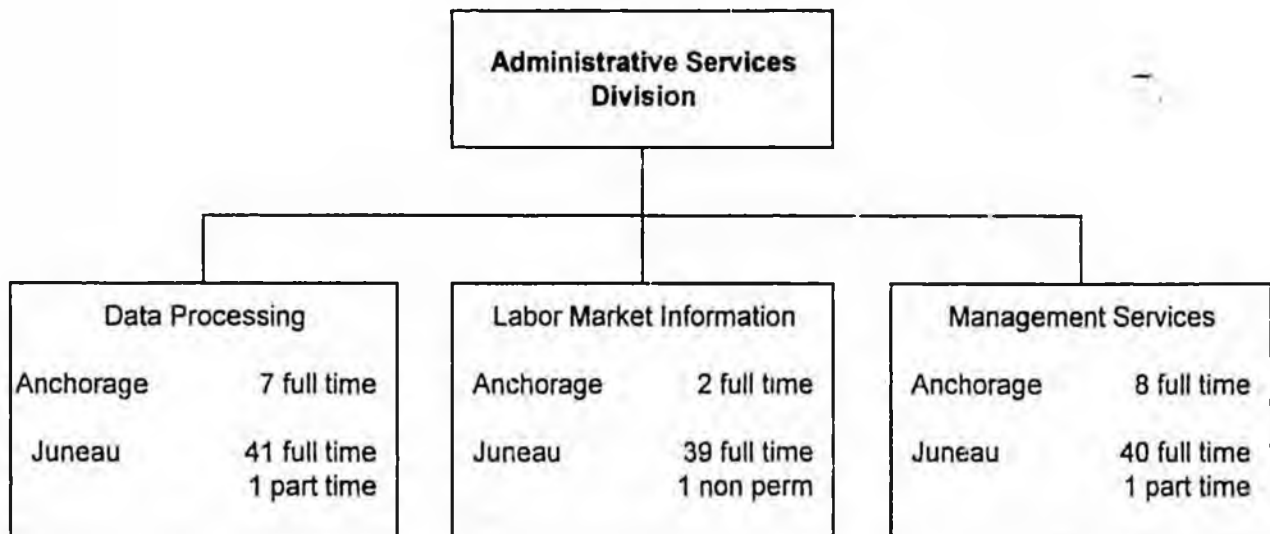 Administrative Services
Division
Data Processing
Anchorage 7 full time
Juneau 41 full time
1 part time
Labor Market Information
Anchorage 2 full time
Juneau 39 full time
1 non perm
Management Services
Anchorage 8 full time
Juneau 40 full time
1 part time